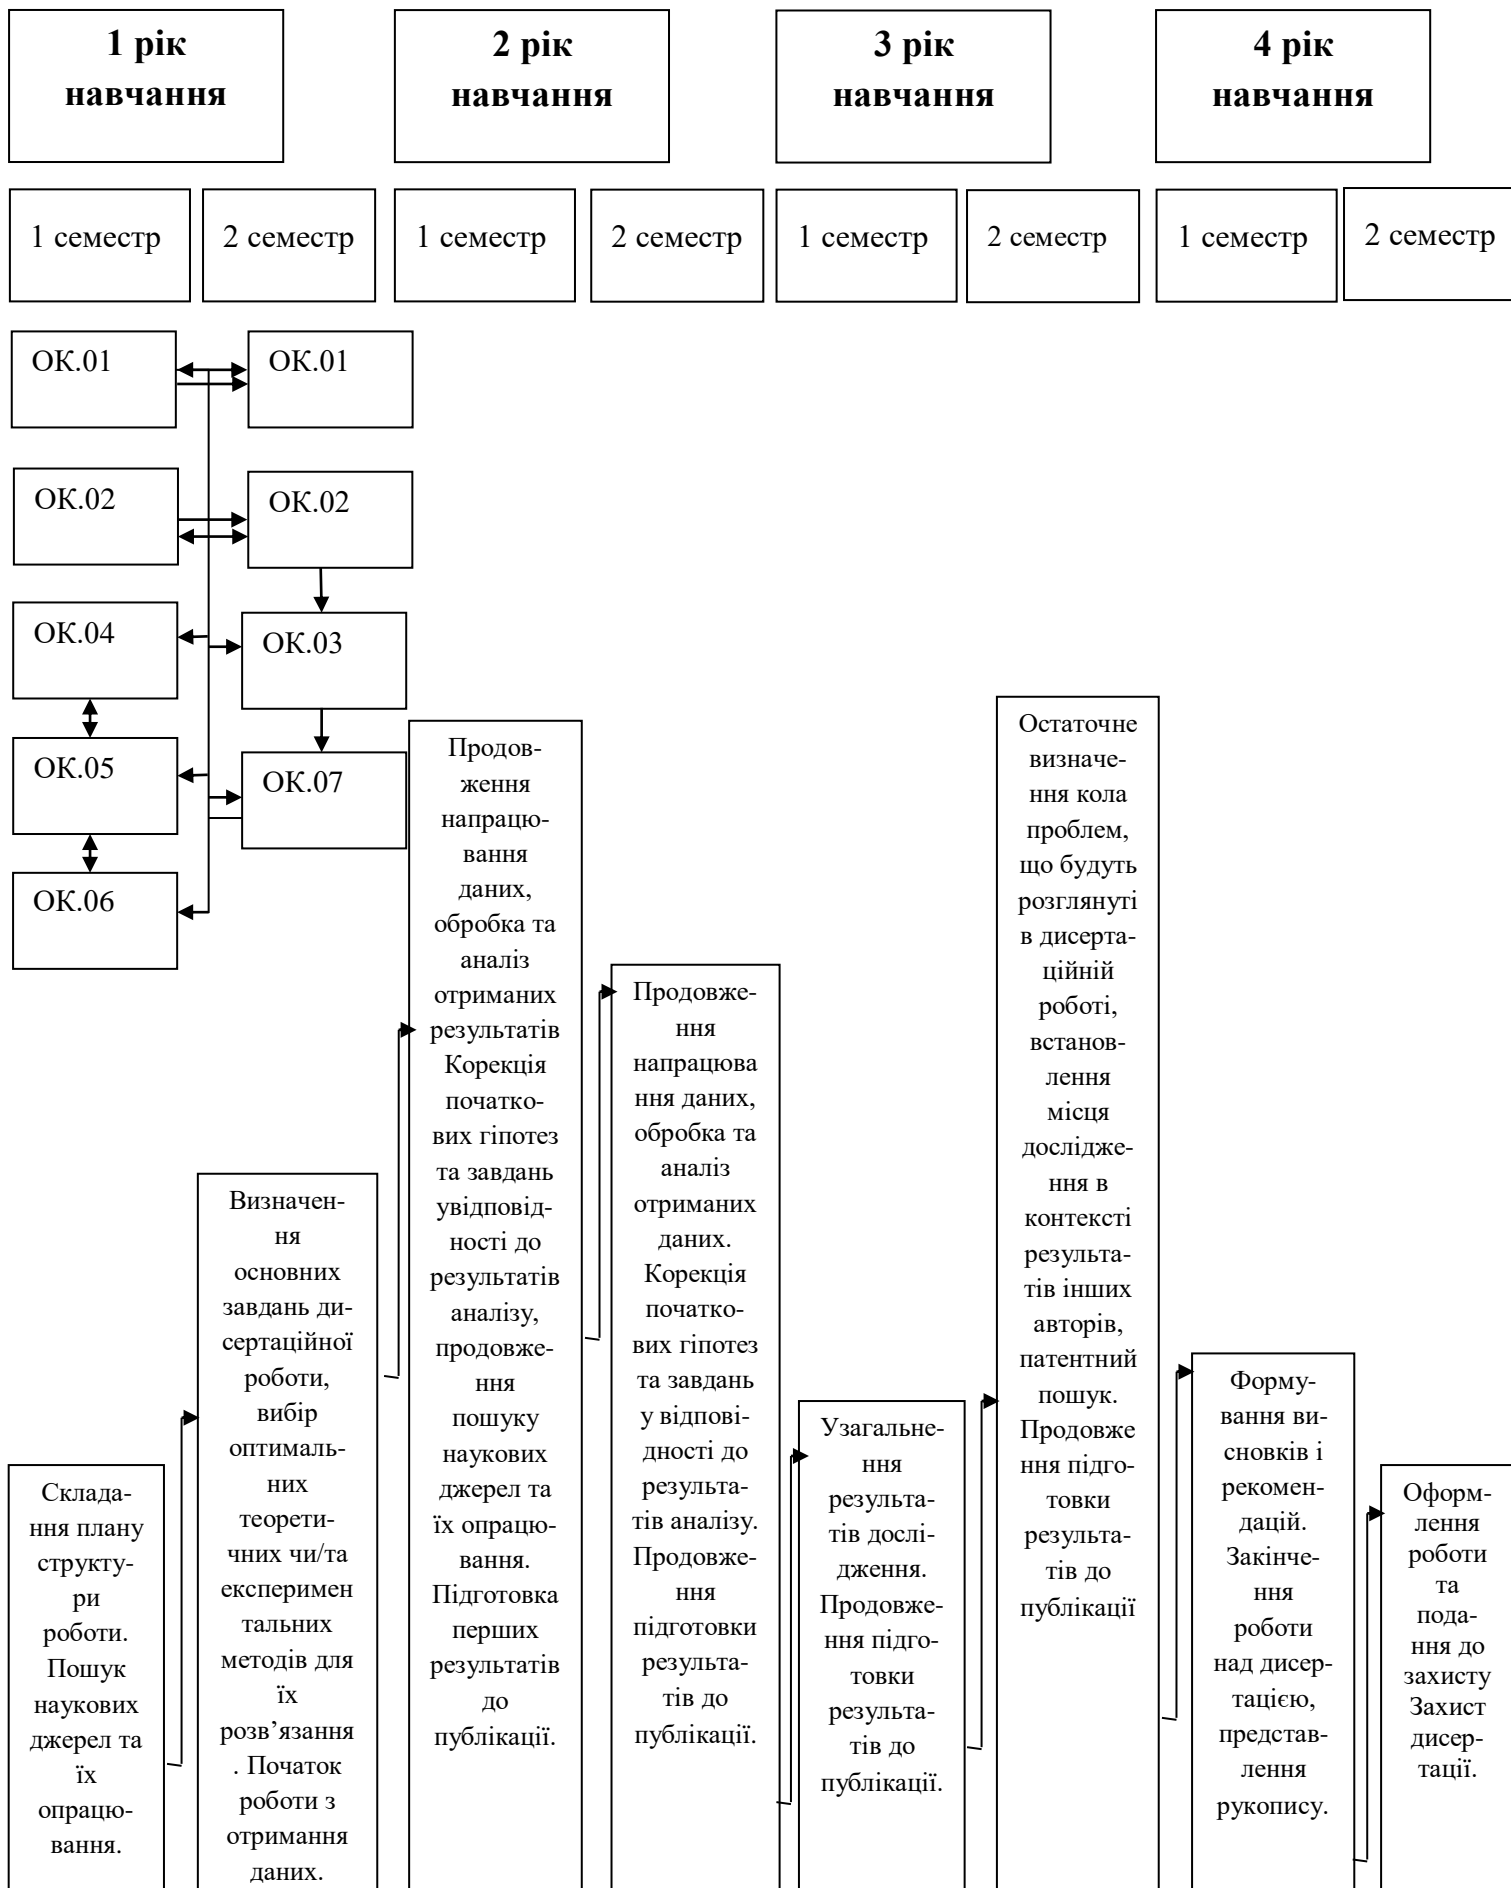 1 рік
навчання
2 рік
навчання
3 рік
навчання
4 рік
навчання
1 семестр
2 семестр
1 семестр
2 семестр
1 семестр
2 семестр
1 семестр
2 семестр
ОК.01
ОК.01
ОК.02
ОК.02
ОК.04
ОК.03
ОК.05
ОК.07
ОК.06
Склада-
ння плану
структу-
ри
роботи.
Пошук
наукових
джерел та
їх
опрацю-
вання.
Визначен-
ня
основних
завдань ди-
сертаційної
роботи,
вибір
оптималь-
них
теорети-
чних чи/та
експеримен
тальних
методів для
їх
розв’язання
. Початок
роботи з
отримання
даних.
Продов-
ження
напрацю-
вання
даних,
обробка та
аналіз
отриманих
результатів
Корекція
початко-
вих гіпотез
та завдань
увідповід-
ності до
результатів
аналізу,
продовже-
ння
пошуку
наукових
джерел та
їх опрацю-
вання.
Підготовка
перших
результатів
до
публікації.
Продовже-
ння
напрацюва
ння даних,
обробка та
аналіз
отриманих
даних.
Корекція
початко-
вих гіпотез
та завдань
у відпові-
дності до
результа-
тів аналізу.
Продовже-
ння
підготовки
результа-
тів до
публікації.
Узагальне-
ння
результа-
тів дослі-
дження.
Продовже-
ння підго-
товки
результа-
тів до
публікації.
Остаточне
визначе-
ння кола
проблем,
що будуть
розглянуті
в дисерта-
ційній
роботі,
встанов-
лення
місця
дослідже-
ння в
контексті
результа-
тів інших
авторів,
патентний
пошук.
Продовже
ння підго-
товки
результа-
тів до
публікації
Форму-
вання ви-
сновків і
рекомен-
дацій.
Закінче-
ння
роботи
над дисер-
тацією,
представ-
лення
рукопису.
Оформ-
лення
роботи
та
пода-
ння до
захисту
Захист
дисер-
тації.